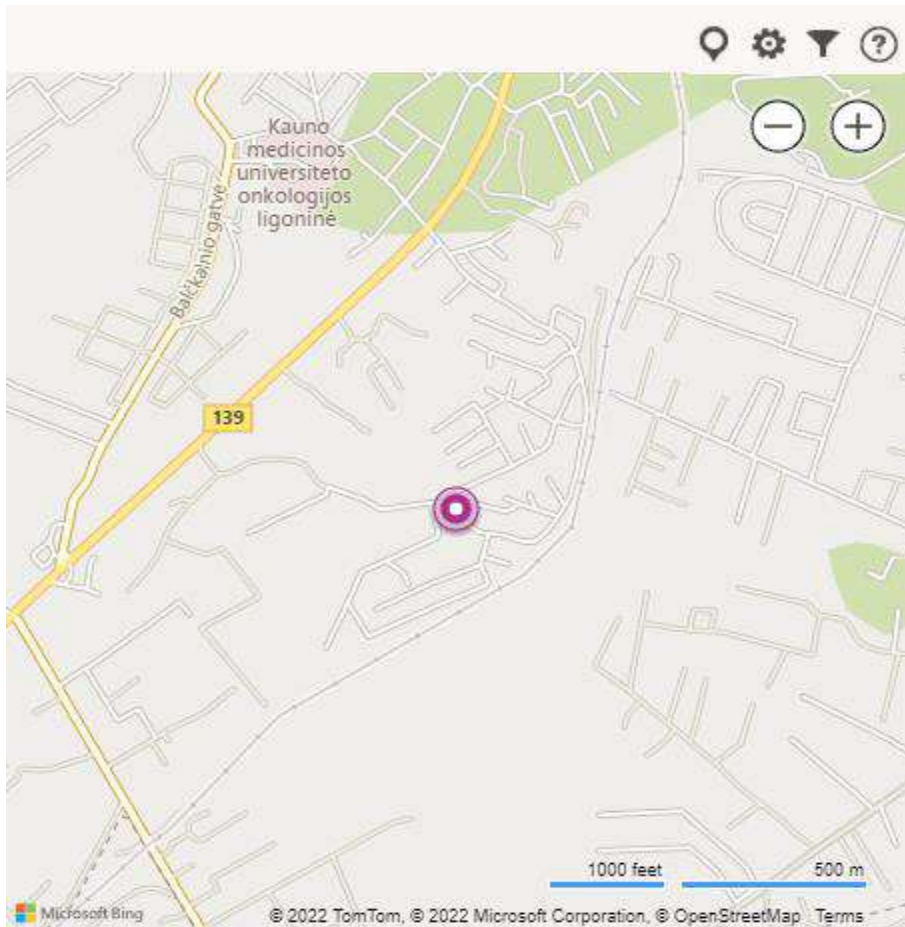 Kauno
medicinos
universiteto
onkologijos
ligoninė
Balčkalnio gatvė
139
1000 feet 500 m
Microsoft Bing
© 2022 TomTom, © 2022 Microsoft Corporation, © OpenStreetMap Terms